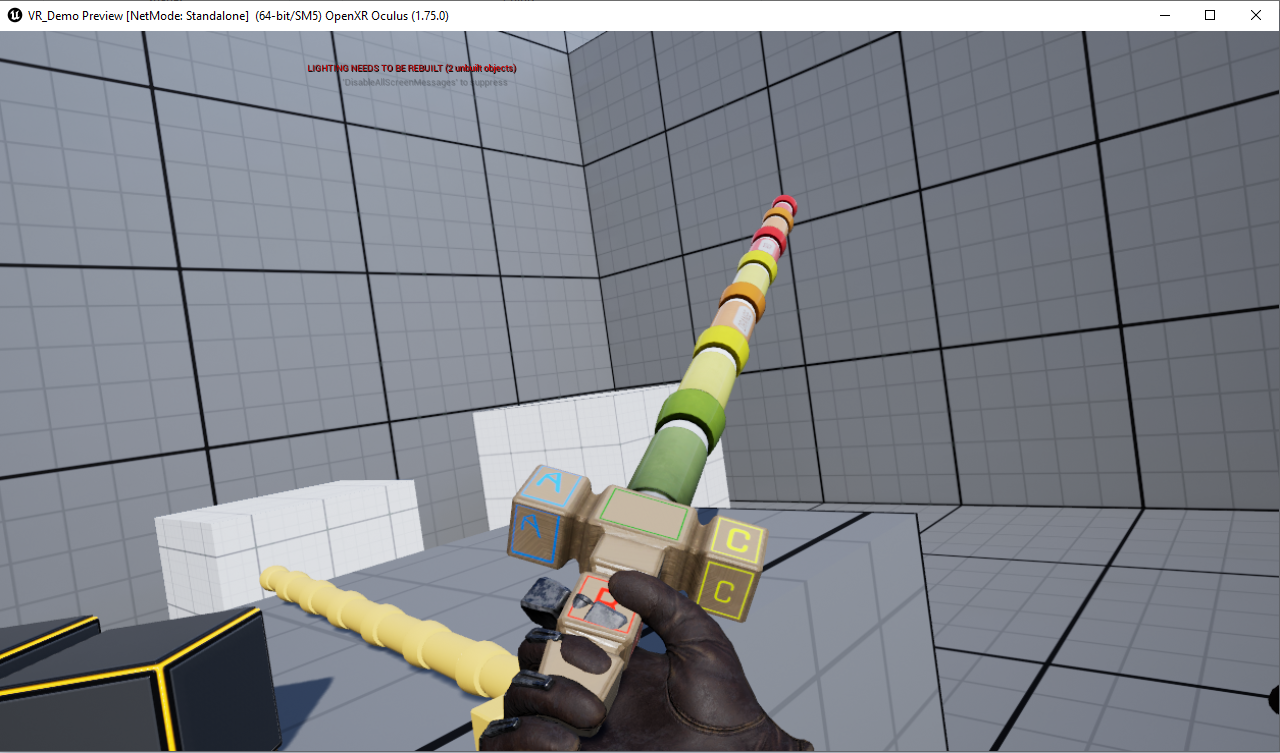 VR_Demo Preview [NetMode: Standalone] (64-bit/SM5) OpenXR Oculus (1.75.0)
LIGHTING NEEDS TO BE REBUILT (2 unbuilt objects)
'DisableAllScreenMessages' to suppress
A
A
C
C